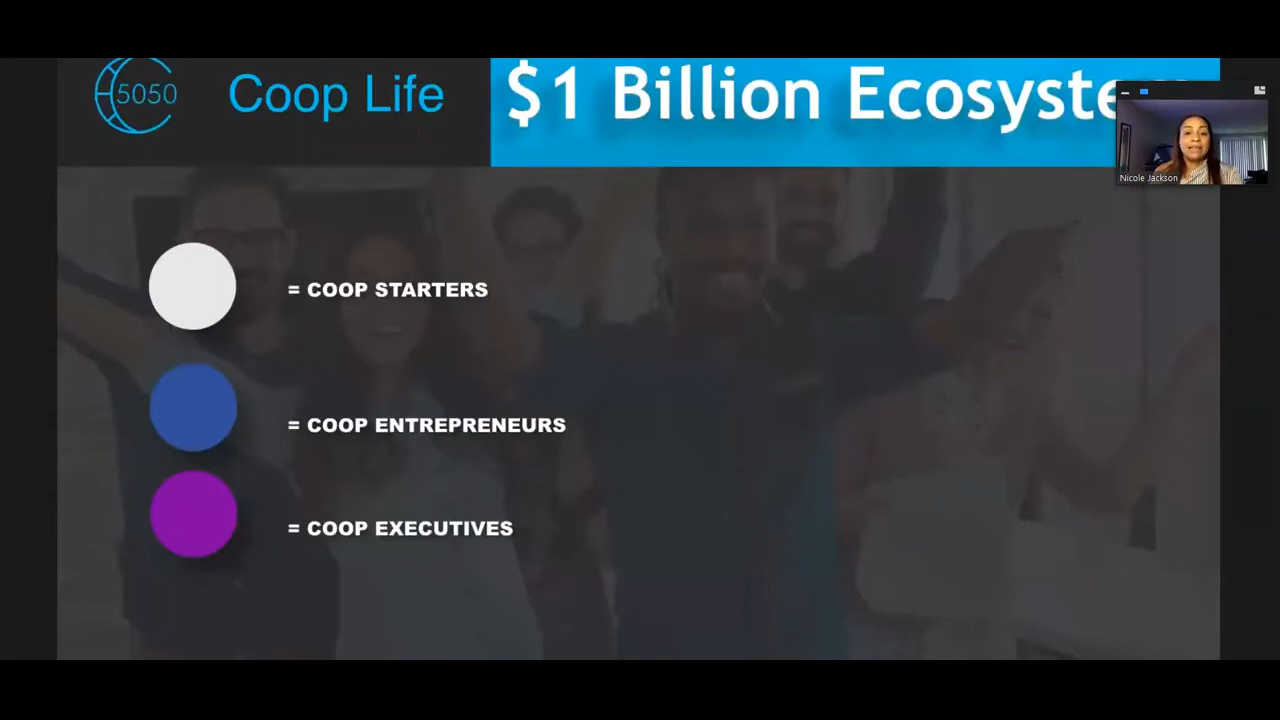 5050
Coop Life
$1 Billion Ecosyste
Nicole Jackson
= COOP STARTERS
= COOP ENTREPRENEURS
= COOP EXECUTIVES